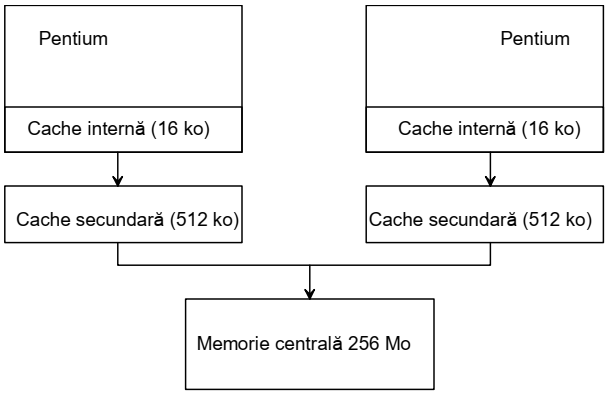 Pentium
Pentium
Cache internă (16 ko)
Cache internă (16 ko)
Cache secundară (512 ko)
Cache secundară (512 ko)
Memorie centrală 256 Mo